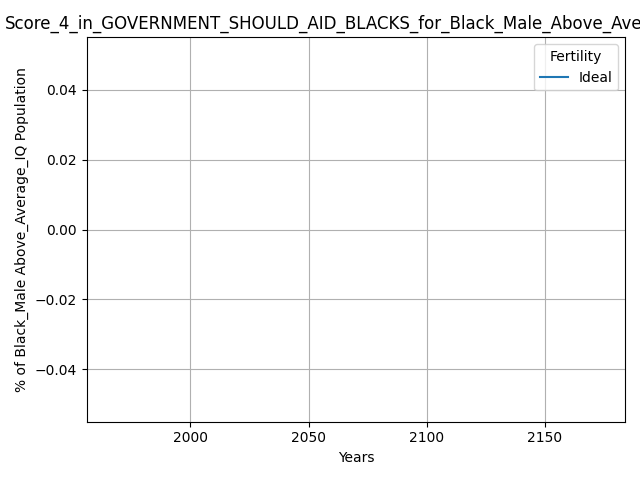 Score_4_in_GOVERNMENT_SHOULD_AID_BLACKS_for_Black_Male_Above_Ave
Fertility
Ideal
0.04
0.02
0.00
−0.02
−0.04
% of Black_Male Above_Average_IQ Population
2000 2050 2100 2150
Years